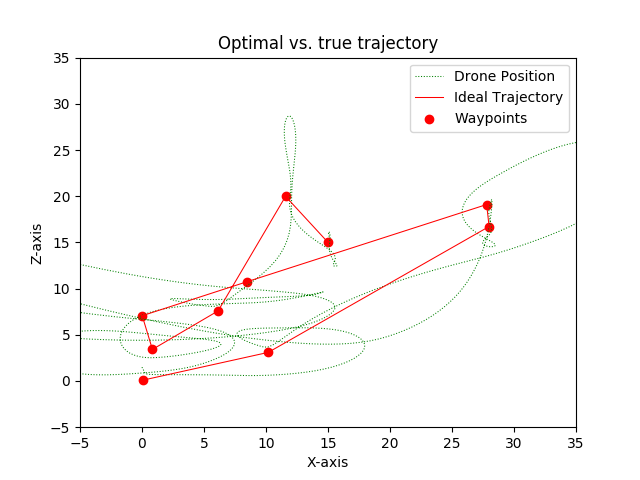 Optimal vs. true trajectory
Drone Position
Ideal Trajectory
Waypoints
Z-axis
35
30
25
20
15
10
5
0
−5
−5 0 5 10 15 20 25 30 35
X-axis